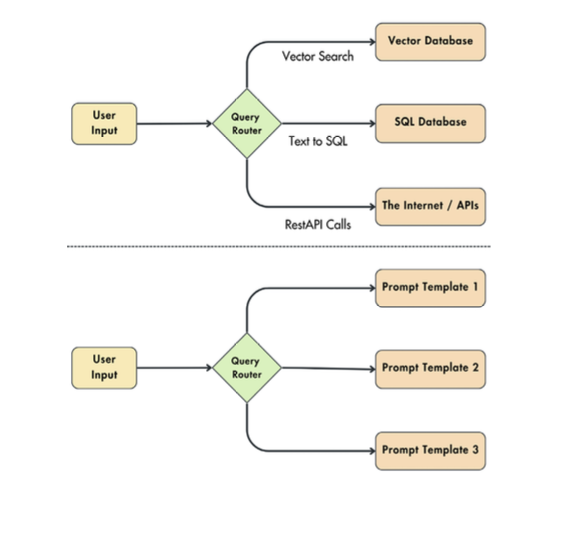 Vector Database
Vector Search
User
Input
Query
Router
SQL Database
Text to SQL
The Internet / APIs
RestAPI Calls
Prompt Template 1
User
Input
Query
Router
Prompt Template 2
Prompt Template 3